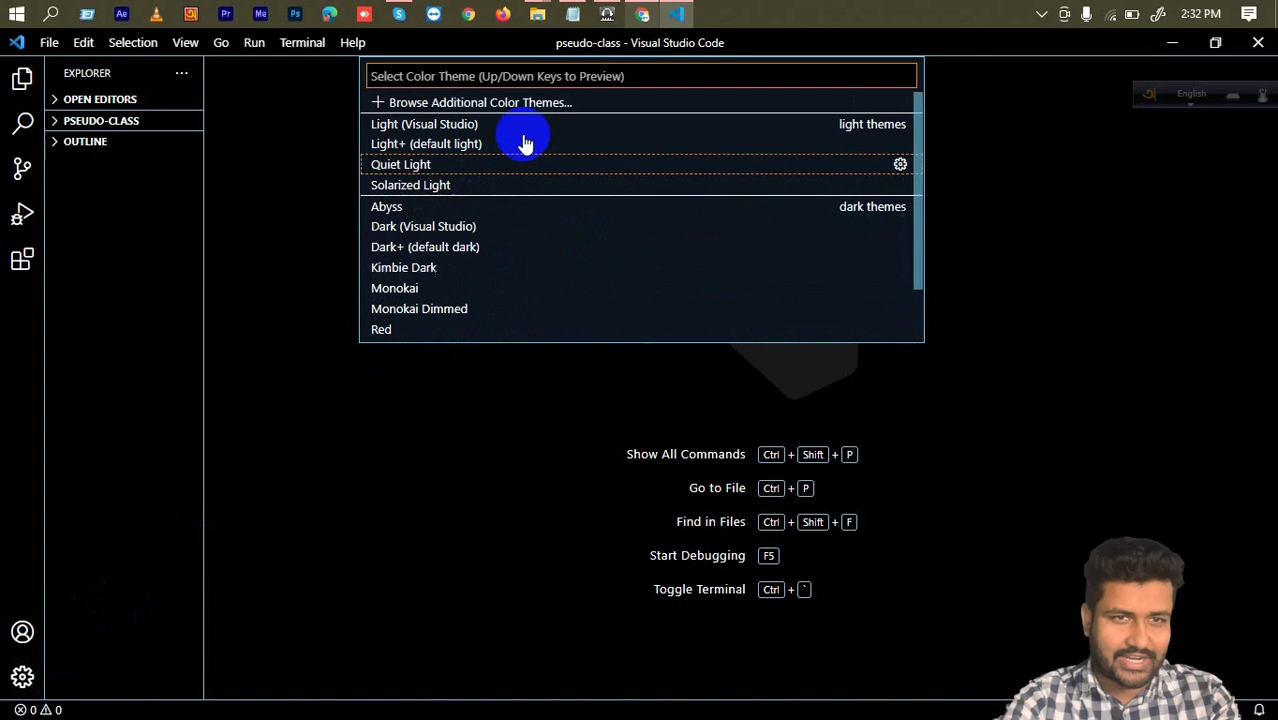 2:32 PM
File Edit Selection View Go Run Terminal Help
pseudo-class - Visual Studio Code
EXPLORER
OPEN EDITORS
PSEUDO-CLASS
OUTLINE
Select Color Theme (Up/Down Keys to Preview)
Browse Additional Color Themes...
Light (Visual Studio) light themes
Light+ (default light)
Quiet Light
Solarized Light
Abyss dark themes
Dark (Visual Studio)
Dark+ (default dark)
Kimbie Dark
Monokai
Monokai Dimmed
Red
English
Show All Commands Ctrl + Shift + P
Go to File Ctrl + P
Find in Files Ctrl + Shift + F
Start Debugging F5
Toggle Terminal Ctrl + `
0 0